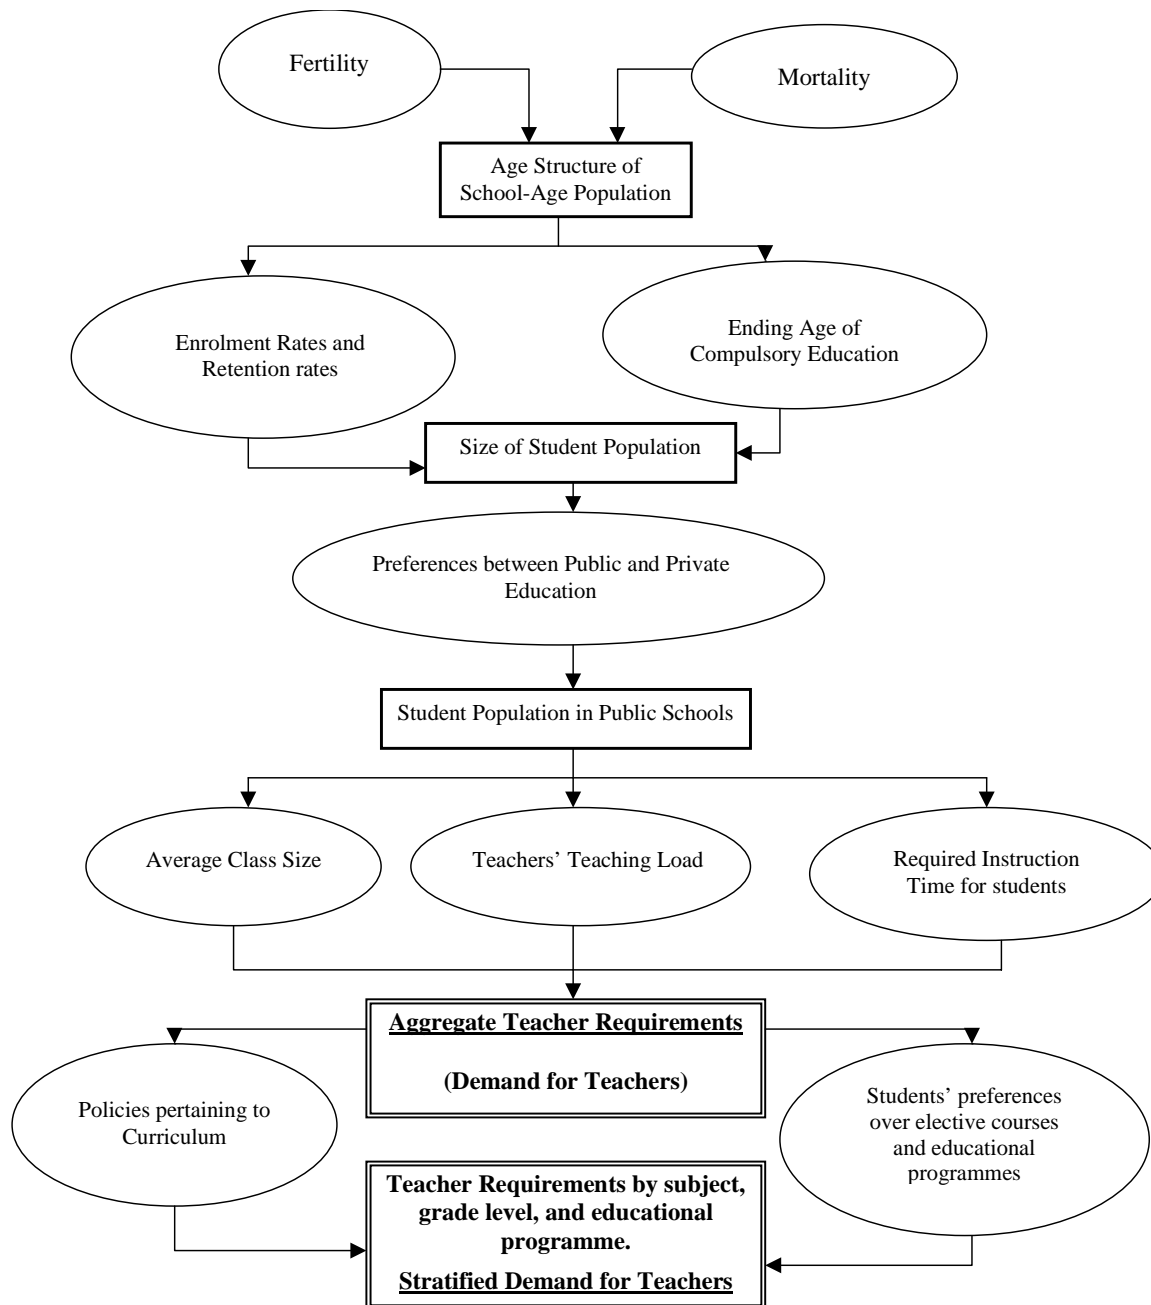 Fertility
Mortality
Age Structure of
School-Age Population
Enrolment Rates and
Retention rates
Ending Age of
Compulsory Education
Size of Student Population
Preferences between Public and Private
Education
Student Population in Public Schools
Average Class Size
Teachers’ Teaching Load
Required Instruction
Time for students
Aggregate Teacher Requirements
(Demand for Teachers)
Policies pertaining to
Curriculum
Students’ preferences
over elective courses
and educational
programmes
Teacher Requirements by subject,
grade level, and educational
programme.
Stratified Demand for Teachers